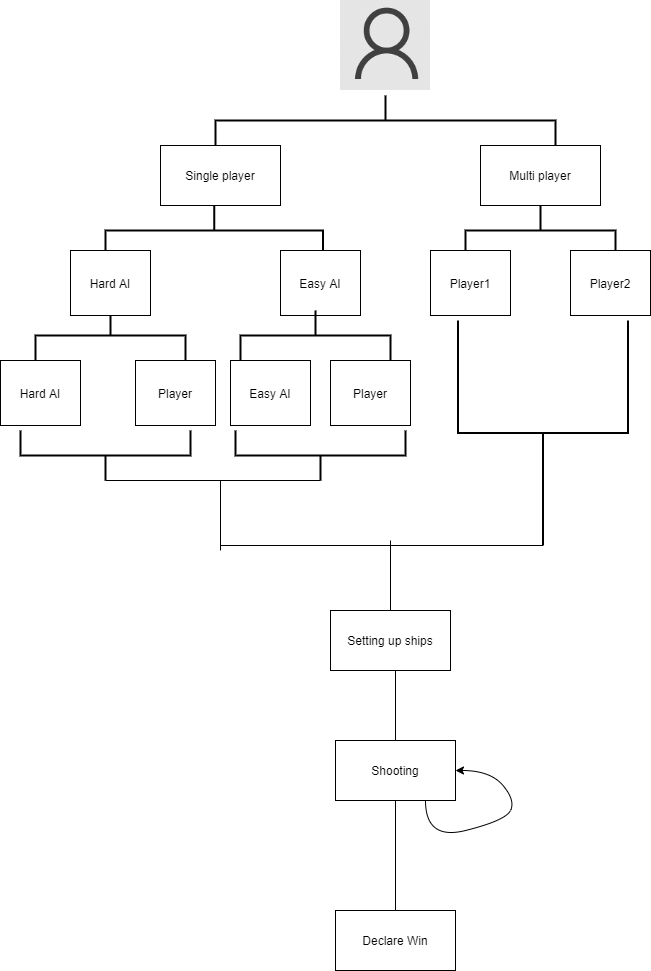 Single player
Multi player
Hard AI
Easy AI
Player1
Player2
Hard AI
Player
Easy AI
Player
Setting up ships
Shooting
Declare Win